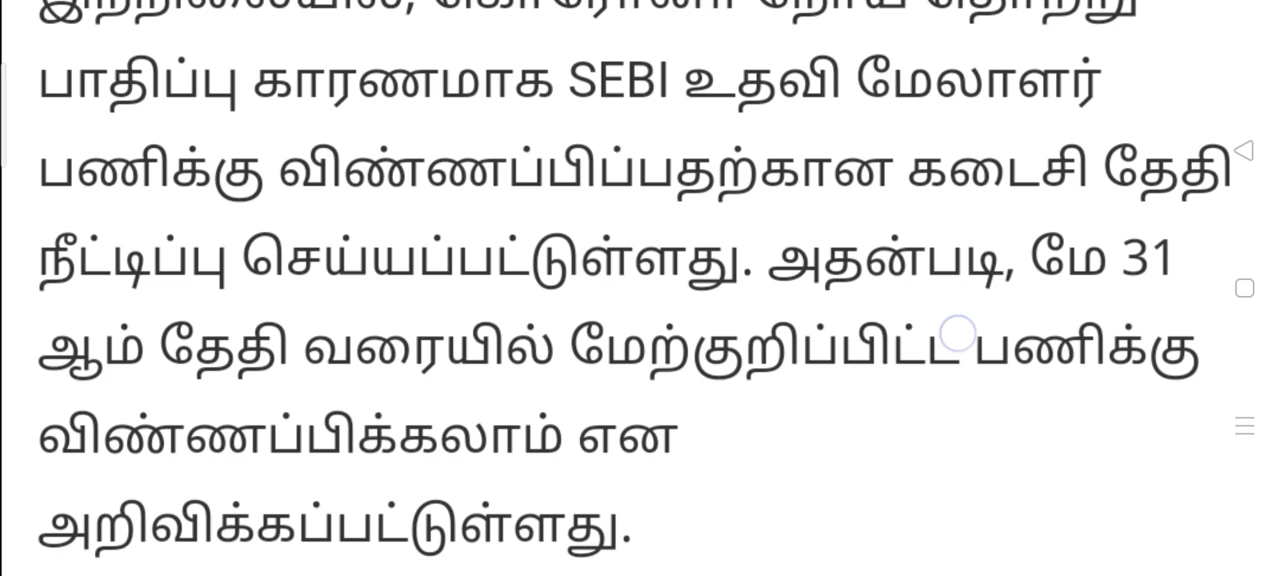 இந்நிலையில், கொரோனா நோய் தொற்று
பாதிப்பு காரணமாக SEBI உதவி மேலாளர்
பணிக்கு விண்ணப்பிப்பதற்கான கடைசி தேதி
நீட்டிப்பு செய்யப்பட்டுள்ளது. அதன்படி, மே 31
ஆம் தேதி வரையில் மேற்குறிப்பிட்ட பணிக்கு
விண்ணப்பிக்கலாம் என
அறிவிக்கப்பட்டுள்ளது.